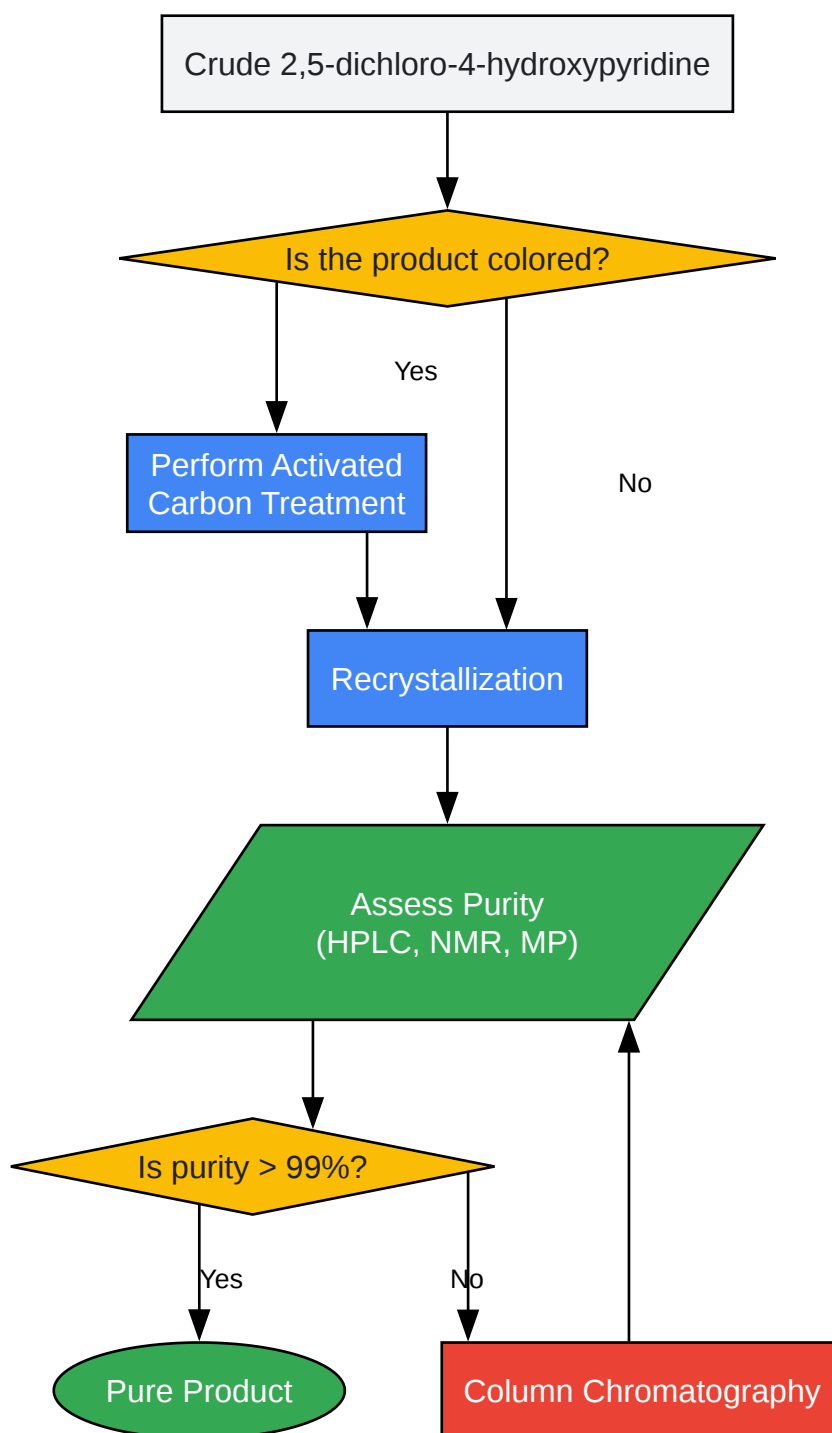 Crude 2,5-dichloro-4-hydroxypyridine
Is the product colored?
Yes
Perform Activated
Carbon Treatment
No
Recrystallization
Assess Purity
(HPLC, NMR, MP)
Is purity > 99%?
Yes
No
Pure Product
Column Chromatography